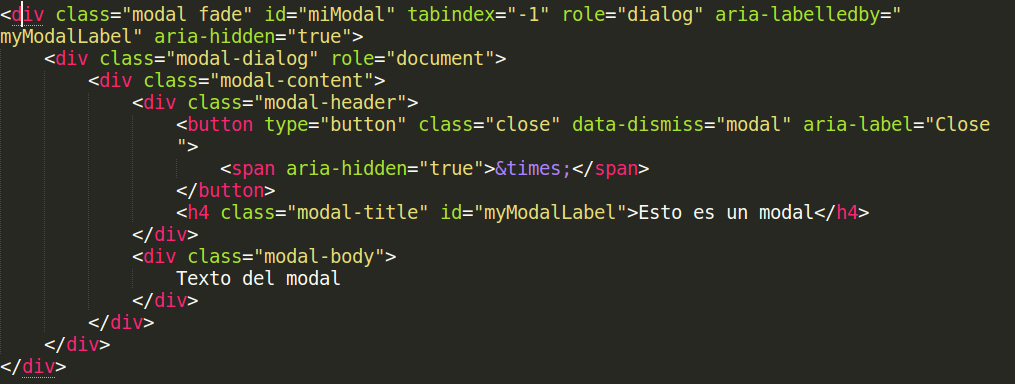 <div class="modal fade" id="miModal" tabindex="-1" role="dialog" aria-labelledby="
myModalLabel" aria-hidden="true">
    <div class="modal-dialog" role="document">
        <div class="modal-content">
            <div class="modal-header">
                <button type="button" class="close" data-dismiss="modal" aria-label="Close
                ">
                    <span aria-hidden="true">&times;</span>
                </button>
                <h4 class="modal-title" id="myModalLabel">Esto es un modal</h4>
            </div>
            <div class="modal-body">
                Texto del modal
            </div>
        </div>
    </div>
</div>